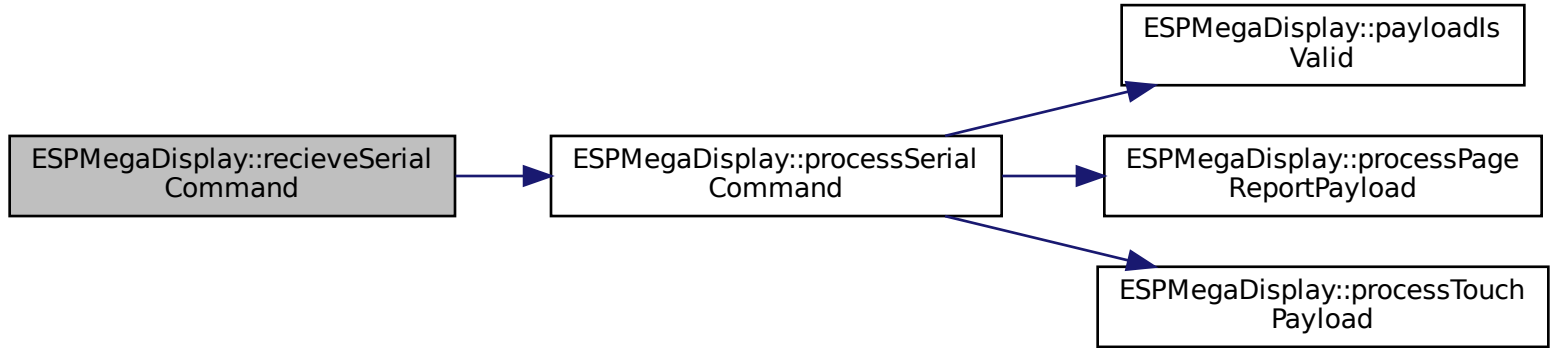 ESPMegaDisplay::recieveSerial
Command
ESPMegaDisplay::processSerial
Command
ESPMegaDisplay::payloadIs
Valid
ESPMegaDisplay::processPage
ReportPayload
ESPMegaDisplay::processTouch
Payload